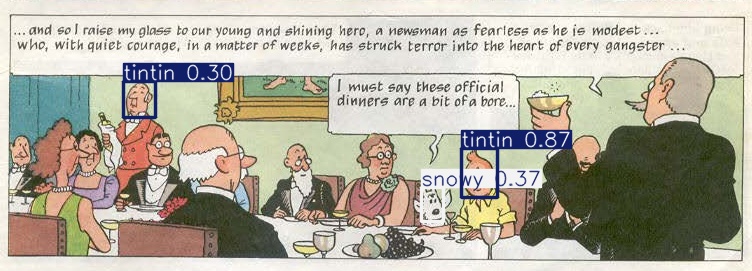 ... and so I raise my glass to our young and shining hero, a newsman as fearless as he is modest ...
who, with quiet courage, in a matter of weeks, has struck terror into the heart of every gangster ...
tintin 0.30
I must say these official
dinners are a bit of a bore...
tintin 0.87
snowy 0.37